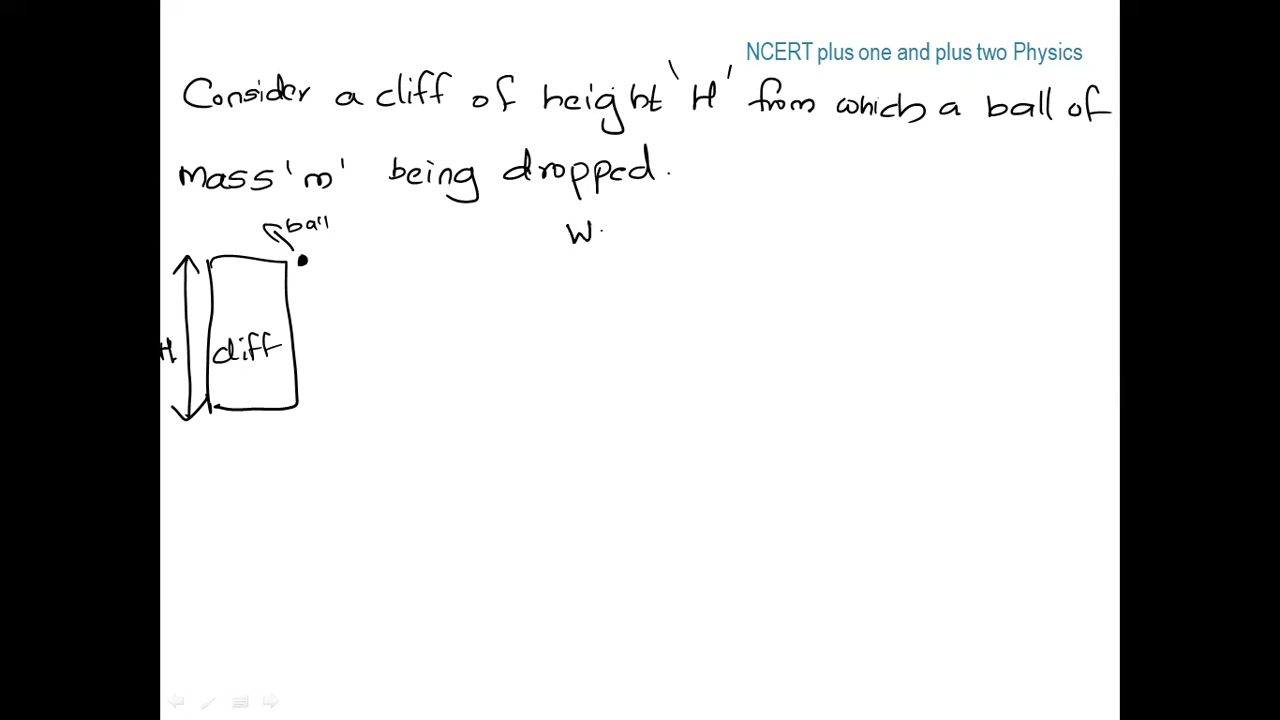 NCERT plus one and plus two Physics
Consider a cliff of height 'H' from which a ball of
mass 'm' being dropped.
W.
ball
H
cliff